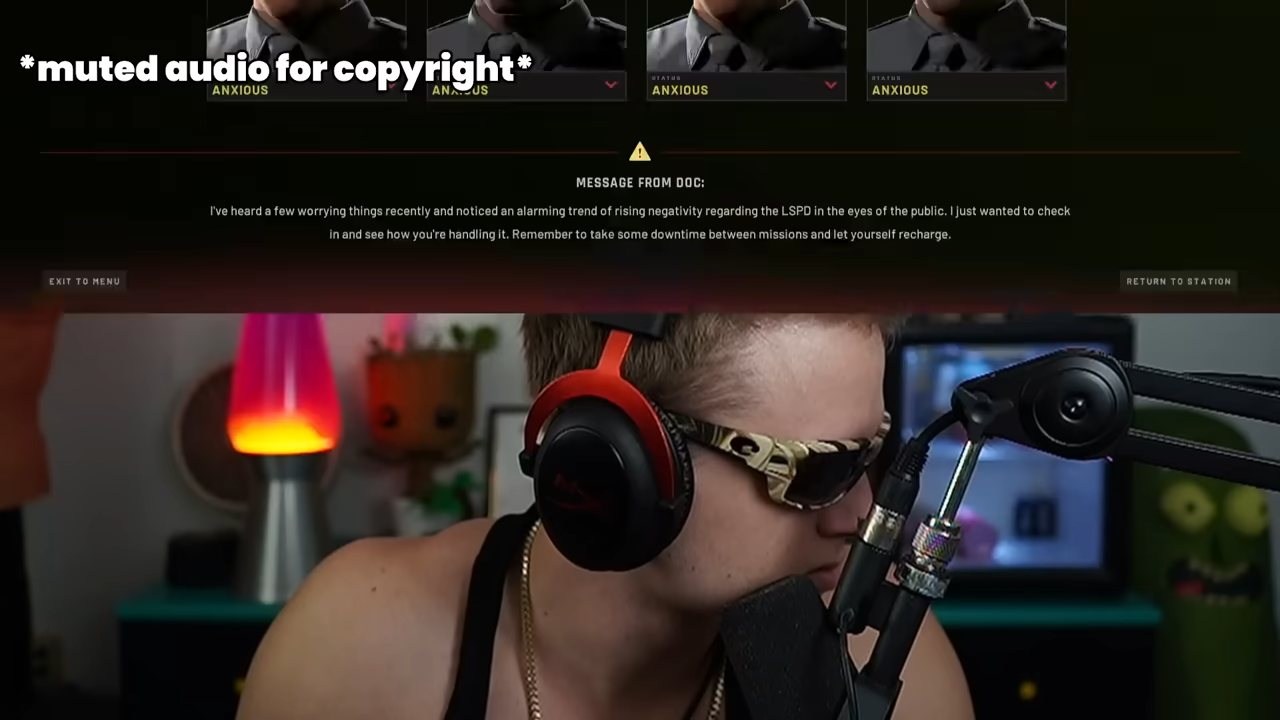 *muted audio for copyright*
ANXIOUS
ANXIOUS
STATUS
ANXIOUS
STATUS
ANXIOUS
MESSAGE FROM DOC:
I've heard a few worrying things recently and noticed an alarming trend of rising negativity regarding the LSPD in the eyes of the public. I just wanted to check
in and see how you're handling it. Remember to take some downtime between missions and let yourself recharge.
EXIT TO MENU
RETURN TO STATION